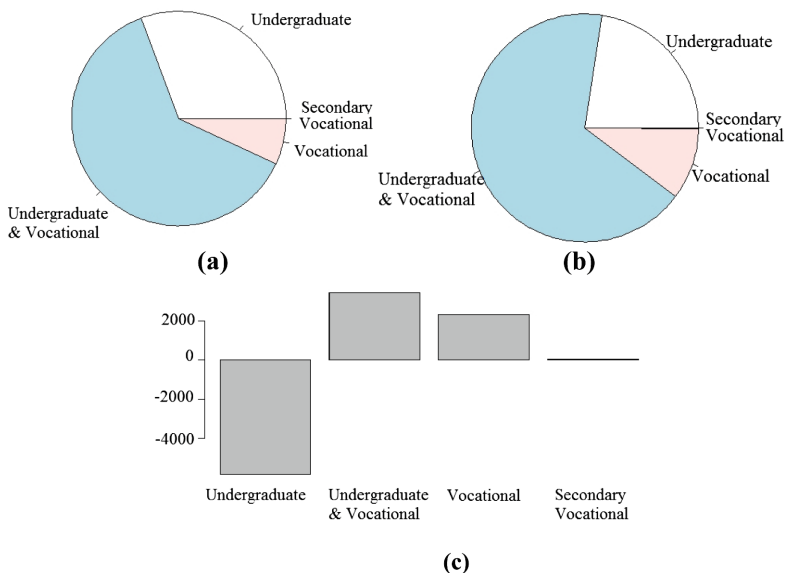 Undergraduate
Secondary
Vocational
Vocational
Undergraduate
& Vocational
(a)
Undergraduate
Secondary
Vocational
Vocational
Undergraduate
& Vocational
(b)
2000
0
-2000
-4000
Undergraduate
Undergraduate
& Vocational
Vocational
Secondary
Vocational
(c)